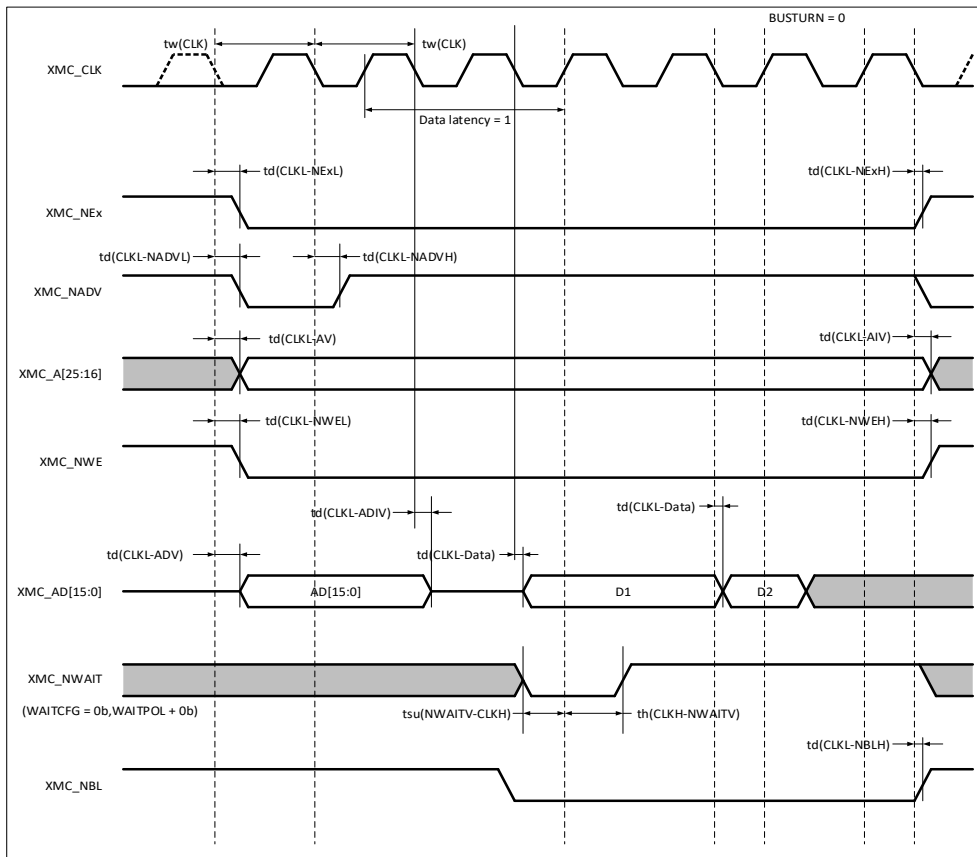 BUSTURN = 0
tw(CLK)
tw(CLK)
XMC_CLK
Data latency = 1
td(CLKL-NExL)
td(CLKL-NExH)
XMC_NEx
td(CLKL-NADVL)
td(CLKL-NADVH)
XMC_NADV
td(CLKL-AV)
td(CLKL-AIV)
XMC_A[25:16]
td(CLKL-NWEL)
td(CLKL-NWEH)
XMC_NWE
td(CLKL-ADIV)
td(CLKL-Data)
td(CLKL-ADV)
td(CLKL-Data)
XMC_AD[15:0]
AD[15:0]
D1
D2
XMC_NWAIT
(WAITCFG = 0b,WAITPOL + 0b)
tsu(NWAITV-CLKH)
th(CLKH-NWAITV)
td(CLKL-NBLH)
XMC_NBL